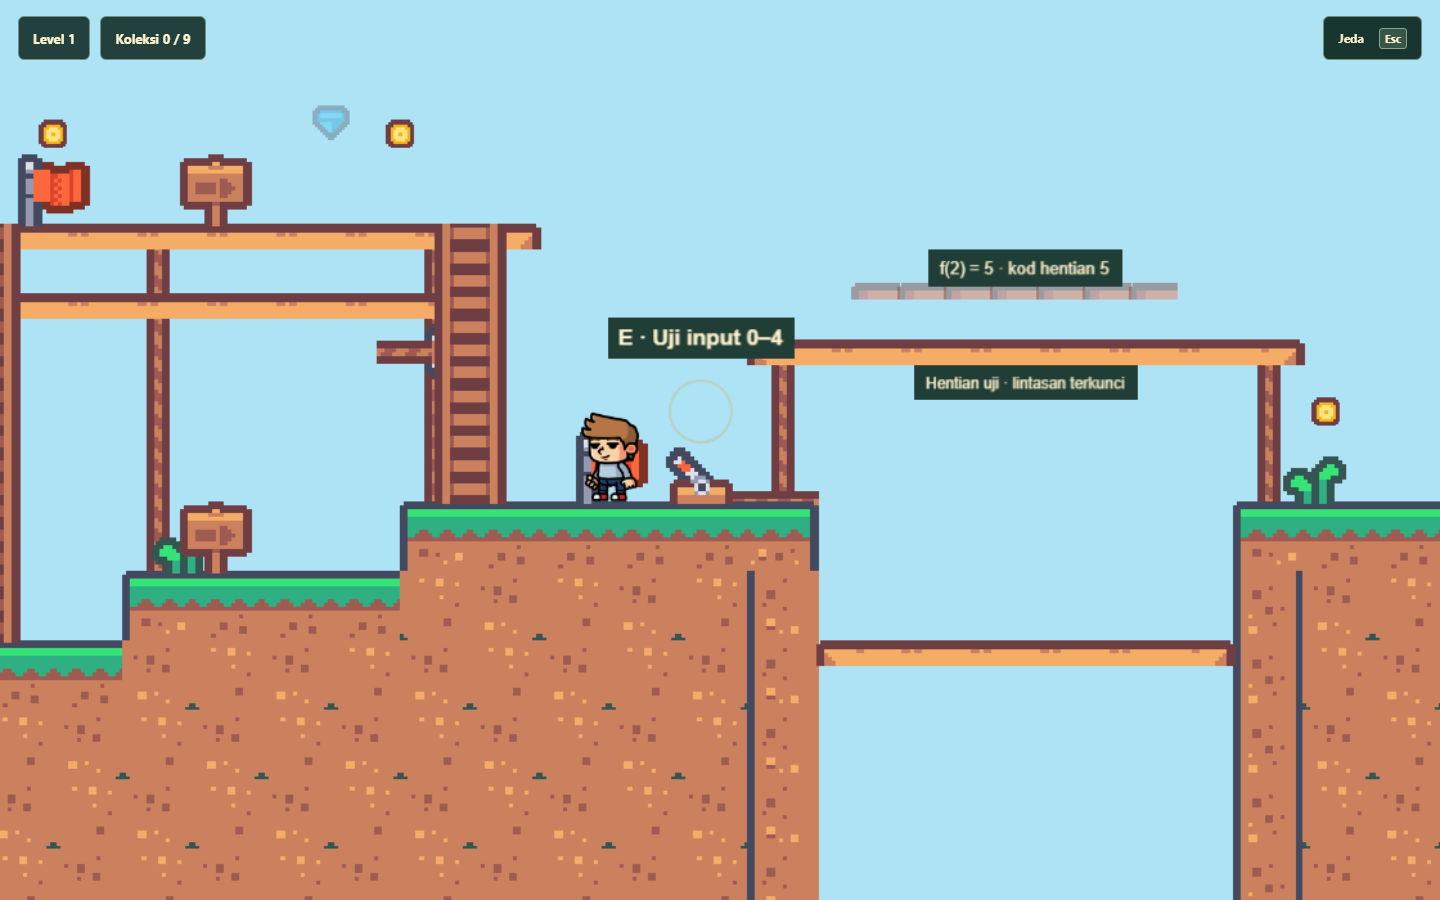 Level 1
Koleksi 0 / 9
Jeda Esc
f(2) = 5 · kod hentian 5
E · Uji input 0–4
Hentian uji · lintasan terkunci